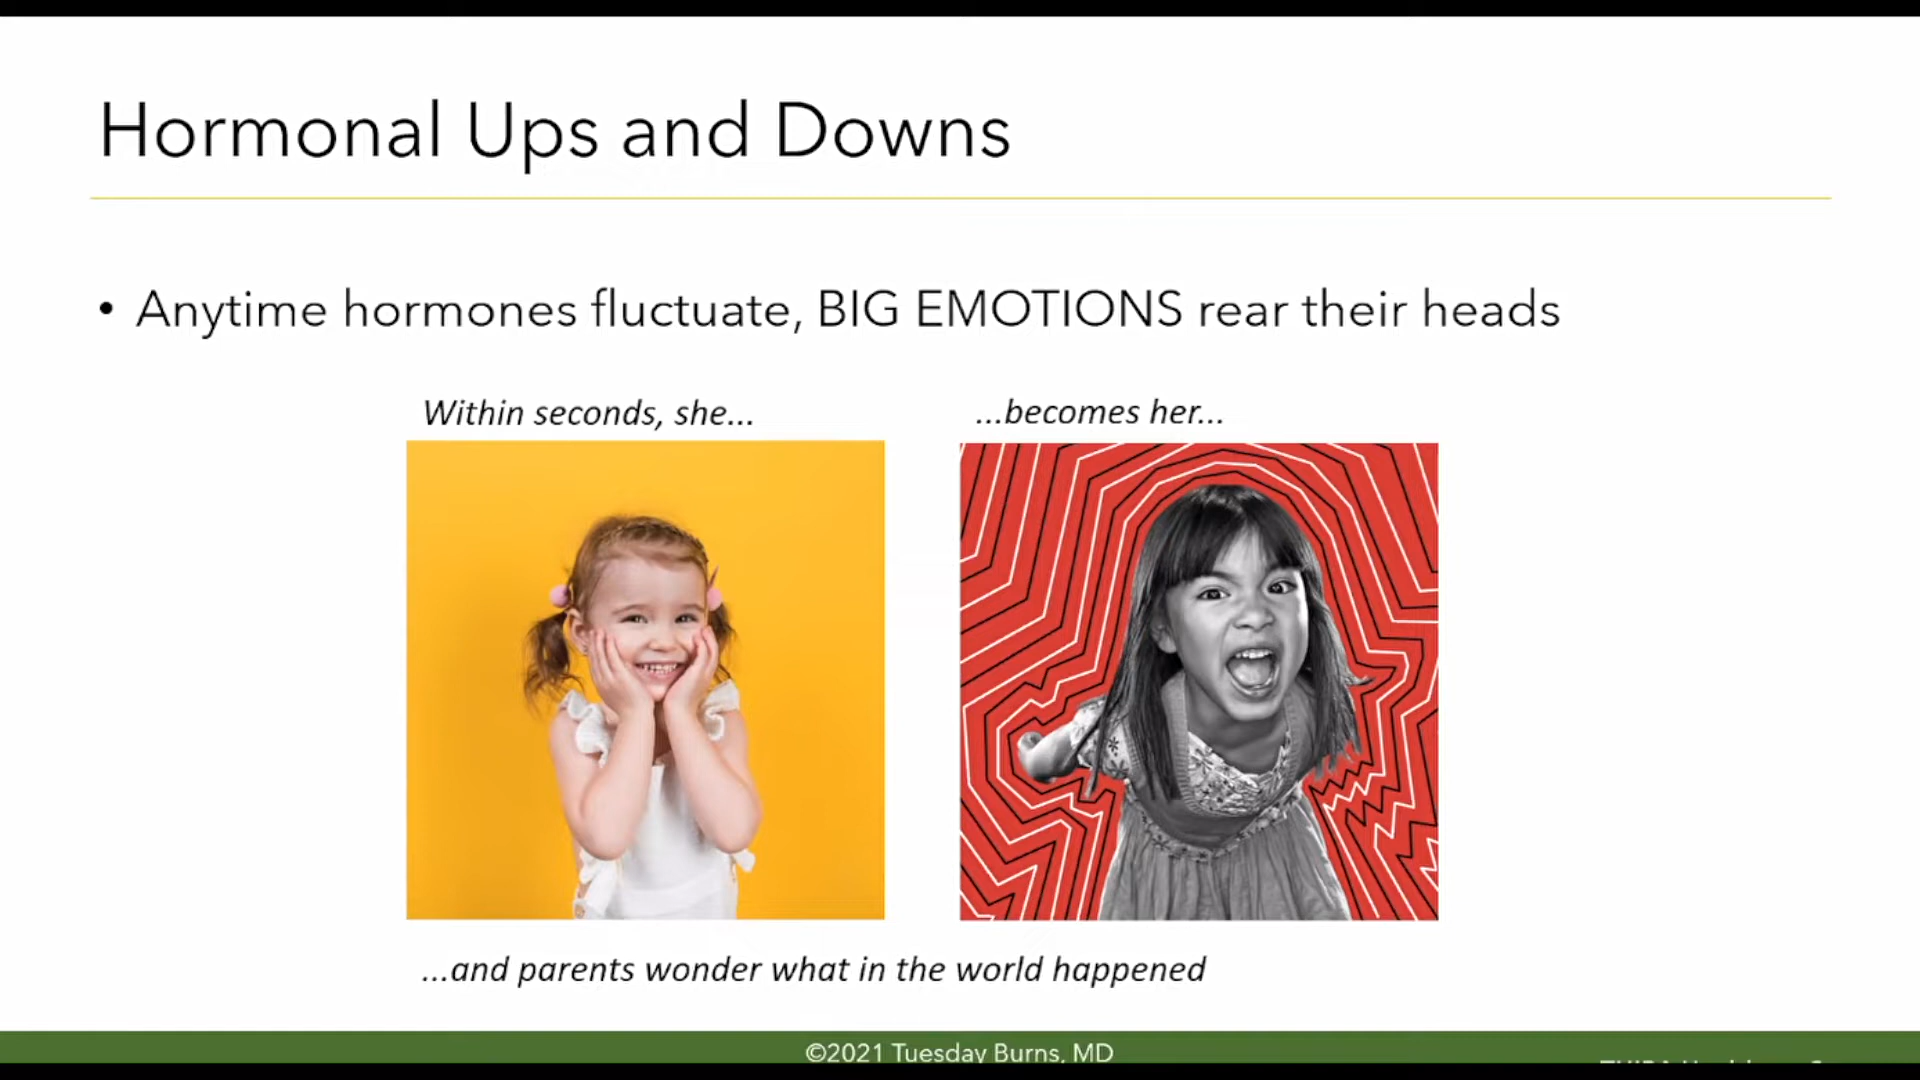 Hormonal Ups and Downs
• Anytime hormones fluctuate, BIG EMOTIONS rear their heads
Within seconds, she...
...becomes her...
...and parents wonder what in the world happened
©2021 Tuesday Burns, MD